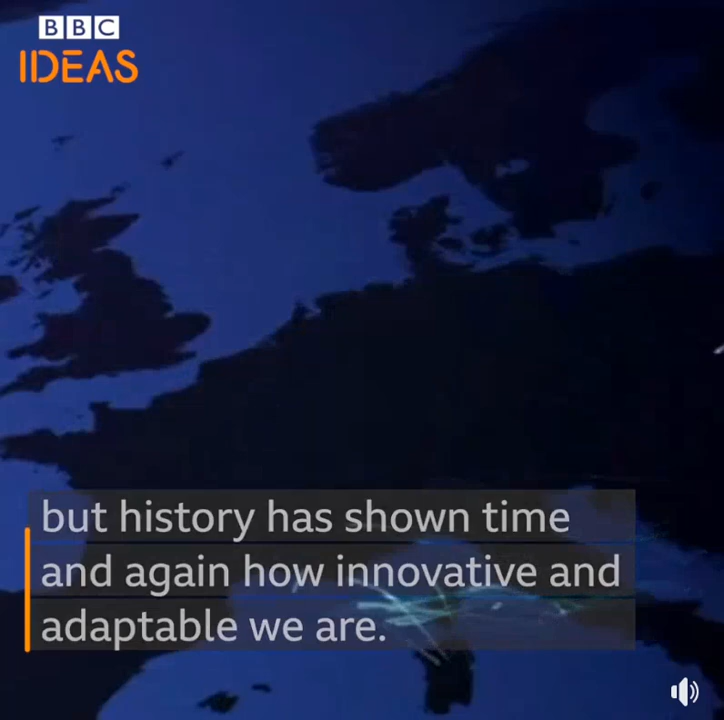 BBC
IDEAS
but history has shown time
and again how innovative and
adaptable we are.